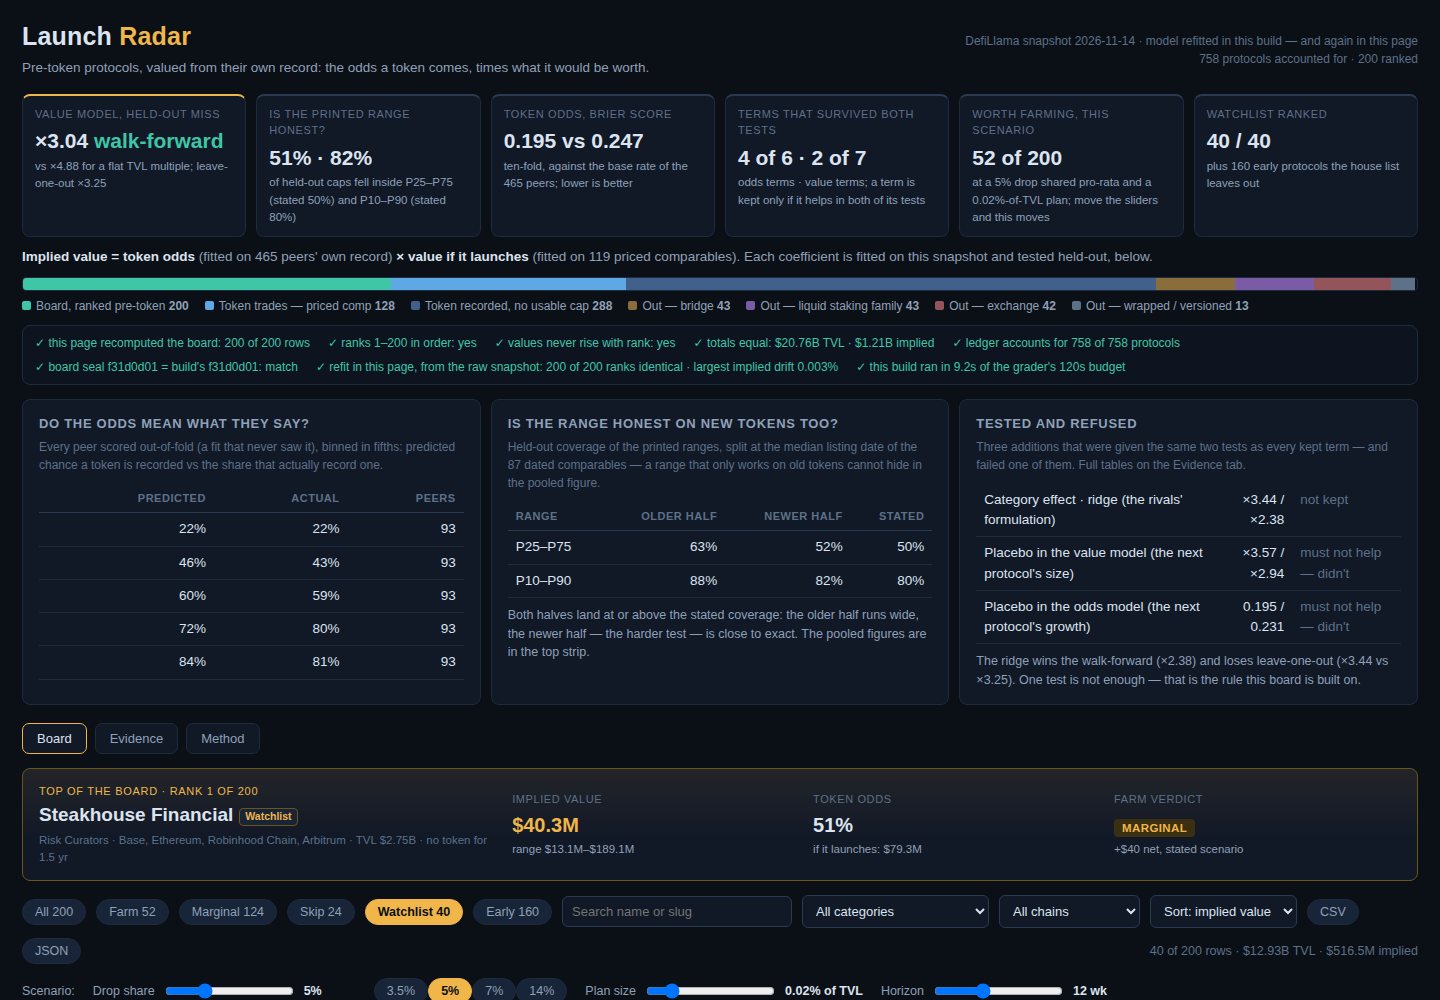 Launch Radar
Pre-token protocols, valued from their own record: the odds a token comes, times what it would be worth.
DefiLlama snapshot 2026-11-14 · model refitted in this build — and again in this page
758 protocols accounted for · 200 ranked
VALUE MODEL, HELD-OUT MISS
×3.04 walk-forward
vs ×4.88 for a flat TVL multiple; leave-
one-out ×3.25
IS THE PRINTED RANGE
HONEST?
51% · 82%
of held-out caps fell inside P25–P75
(stated 50%) and P10–P90 (stated
80%)
TOKEN ODDS, BRIER SCORE
0.195 vs 0.247
ten-fold, against the base rate of the
465 peers; lower is better
TERMS THAT SURVIVED BOTH
TESTS
4 of 6 · 2 of 7
odds terms · value terms; a term is
kept only if it helps in both of its tests
WORTH FARMING, THIS
SCENARIO
52 of 200
at a 5% drop shared pro-rata and a
0.02%-of-TVL plan; move the sliders
and this moves
WATCHLIST RANKED
40 / 40
plus 160 early protocols the house list
leaves out
Implied value = token odds (fitted on 465 peers' own record) × value if it launches (fitted on 119 priced comparables). Each coefficient is fitted on this snapshot and tested held-out, below.
Board, ranked pre-token 200 Token trades — priced comp 128 Token recorded, no usable cap 288 Out — bridge 43 Out — liquid staking family 43 Out — exchange 42 Out — wrapped / versioned 13
✓ this page recomputed the board: 200 of 200 rows ✓ ranks 1–200 in order: yes ✓ values never rise with rank: yes ✓ totals equal: $20.76B TVL · $1.21B implied ✓ ledger accounts for 758 of 758 protocols
✓ board seal f31d0d01 = build's f31d0d01: match ✓ refit in this page, from the raw snapshot: 200 of 200 ranks identical · largest implied drift 0.003% ✓ this build ran in 9.2s of the grader's 120s budget
DO THE ODDS MEAN WHAT THEY SAY?
Every peer scored out-of-fold (a fit that never saw it), binned in fifths: predicted
chance a token is recorded vs the share that actually record one.
PREDICTED ACTUAL PEERS
22% 22% 93
46% 43% 93
60% 59% 93
72% 80% 93
84% 81% 93
IS THE RANGE HONEST ON NEW TOKENS TOO?
Held-out coverage of the printed ranges, split at the median listing date of the
87 dated comparables — a range that only works on old tokens cannot hide in
the pooled figure.
RANGE OLDER HALF NEWER HALF STATED
P25–P75 63% 52% 50%
P10–P90 88% 82% 80%
Both halves land at or above the stated coverage: the older half runs wide,
the newer half — the harder test — is close to exact. The pooled figures are
in the top strip.
TESTED AND REFUSED
Three additions that were given the same two tests as every kept term — and
failed one of them. Full tables on the Evidence tab.
Category effect · ridge (the rivals' ×3.44 / not kept
formulation) ×2.38
Placebo in the value model (the next ×3.57 / must not help
protocol's size) ×2.94 — didn't
Placebo in the odds model (the next 0.195 / must not help
protocol's growth) 0.231 — didn't
The ridge wins the walk-forward (×2.38) and loses leave-one-out (×3.44 vs
×3.25). One test is not enough — that is the rule this board is built on.
Board Evidence Method
TOP OF THE BOARD · RANK 1 OF 200
Steakhouse Financial Watchlist
Risk Curators · Base, Ethereum, Robinhood Chain, Arbitrum · TVL $2.75B · no token for
1.5 yr
IMPLIED VALUE
$40.3M
range $13.1M–$189.1M
TOKEN ODDS
51%
if it launches: $79.3M
FARM VERDICT
MARGINAL
+$40 net, stated scenario
All 200 Farm 52 Marginal 124 Skip 24 Watchlist 40 Early 160 Search name or slug All categories All chains Sort: implied value CSV
JSON 40 of 200 rows · $12.93B TVL · $516.5M implied
Scenario: Drop share 5% 3.5% 5% 7% 14% Plan size 0.02% of TVL Horizon 12 wk